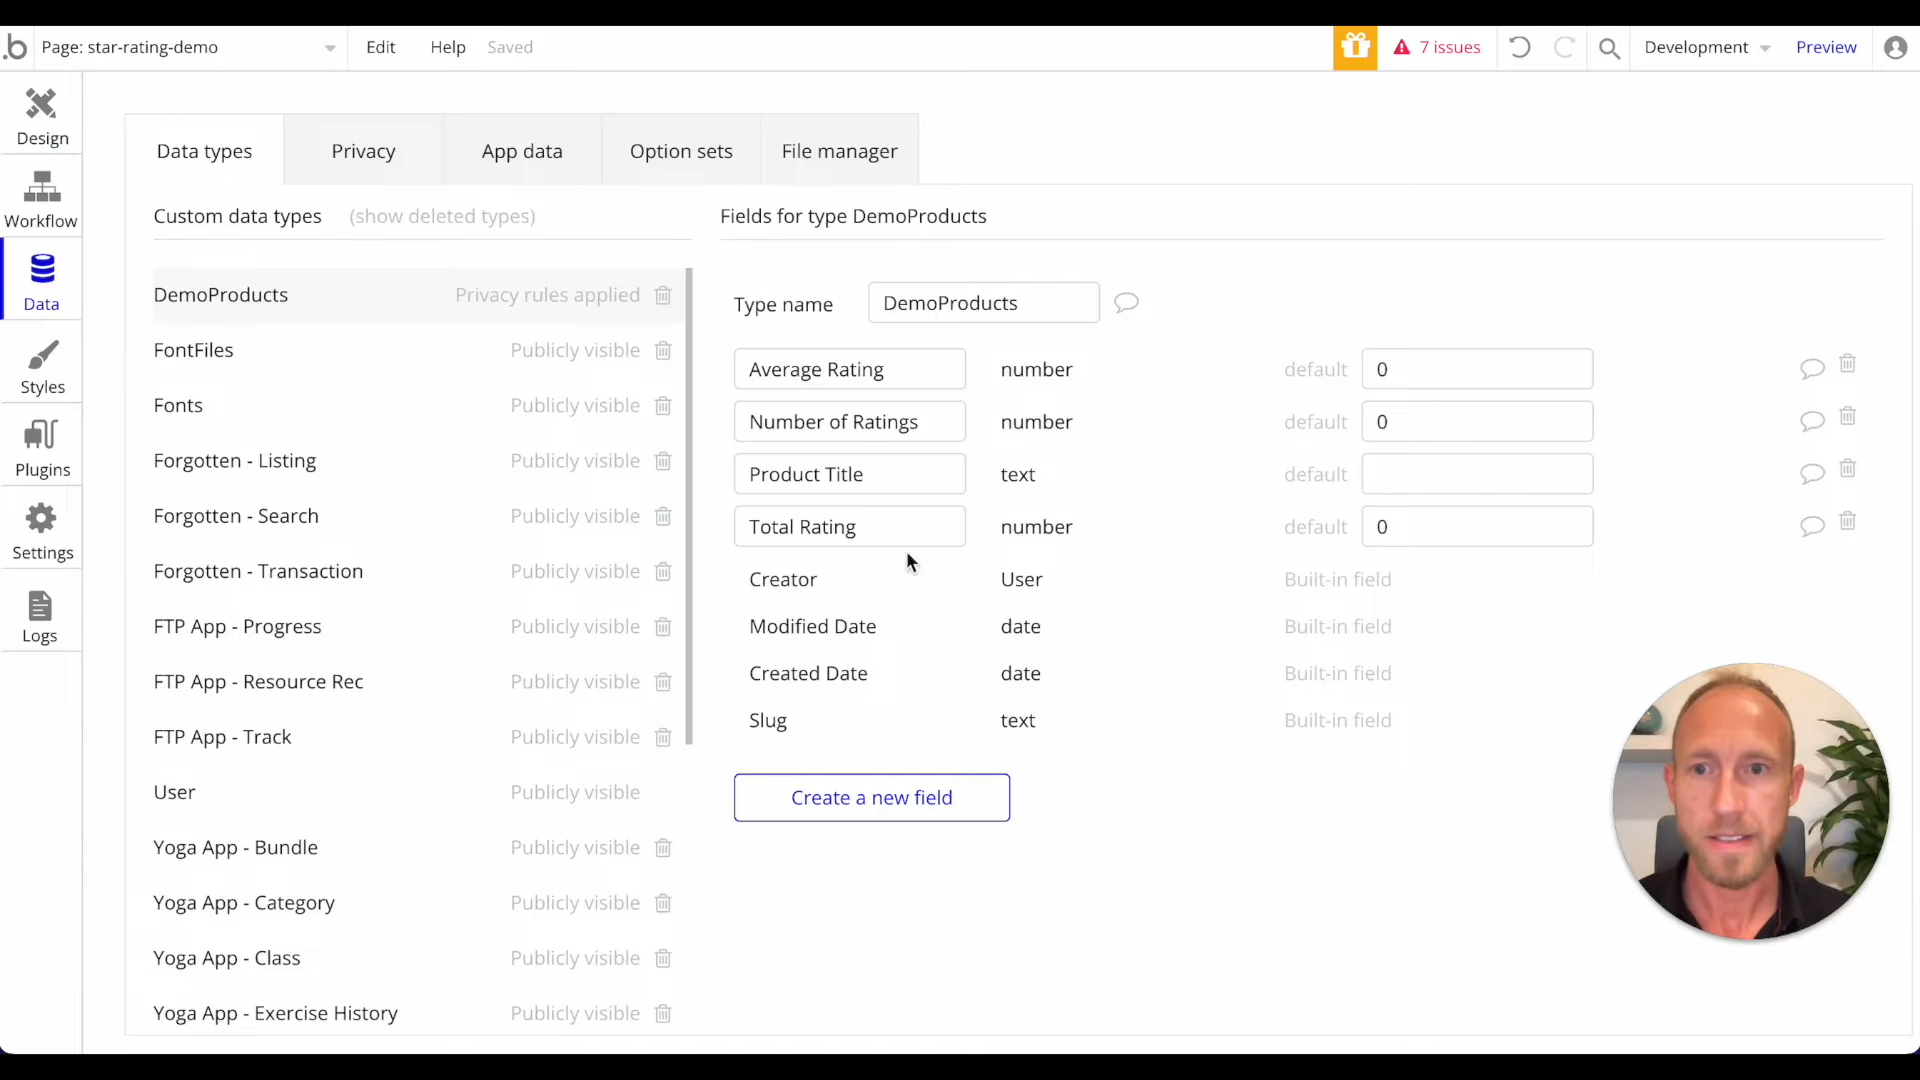 .b Page: star-rating-demo Edit Help Saved 7 issues Development Preview
Design
Workflow
Data
Styles
Plugins
Settings
Logs
Data types Privacy App data Option sets File manager
Custom data types (show deleted types)
DemoProducts Privacy rules applied
FontFiles Publicly visible
Fonts Publicly visible
Forgotten - Listing Publicly visible
Forgotten - Search Publicly visible
Forgotten - Transaction Publicly visible
FTP App - Progress Publicly visible
FTP App - Resource Rec Publicly visible
FTP App - Track Publicly visible
User Publicly visible
Yoga App - Bundle Publicly visible
Yoga App - Category Publicly visible
Yoga App - Class Publicly visible
Yoga App - Exercise History Publicly visible
Fields for type DemoProducts
Type name DemoProducts
Average Rating number default 0
Number of Ratings number default 0
Product Title text default
Total Rating number default 0
Creator User Built-in field
Modified Date date Built-in field
Created Date date Built-in field
Slug text Built-in field
Create a new field